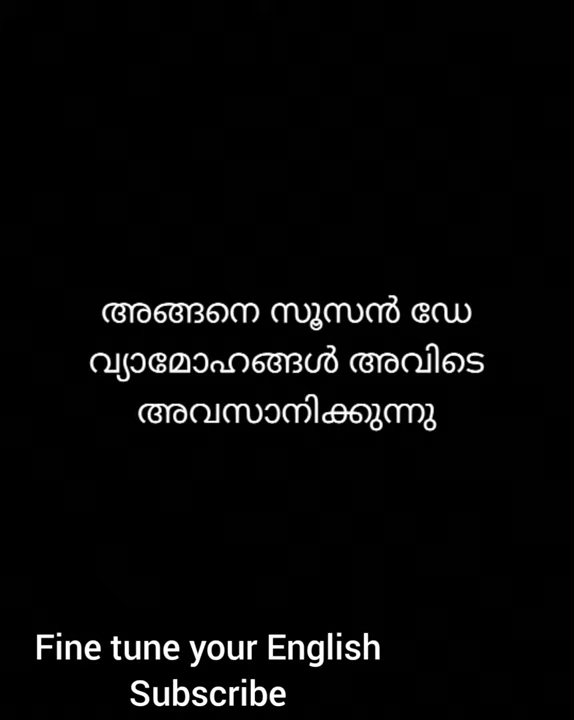 അങ്ങനെ സൂസൻ ഡേ
വ്യാമോഹങ്ങൾ അവിടെ
അവസാനിക്കുന്നു
Fine tune your English
Subscribe